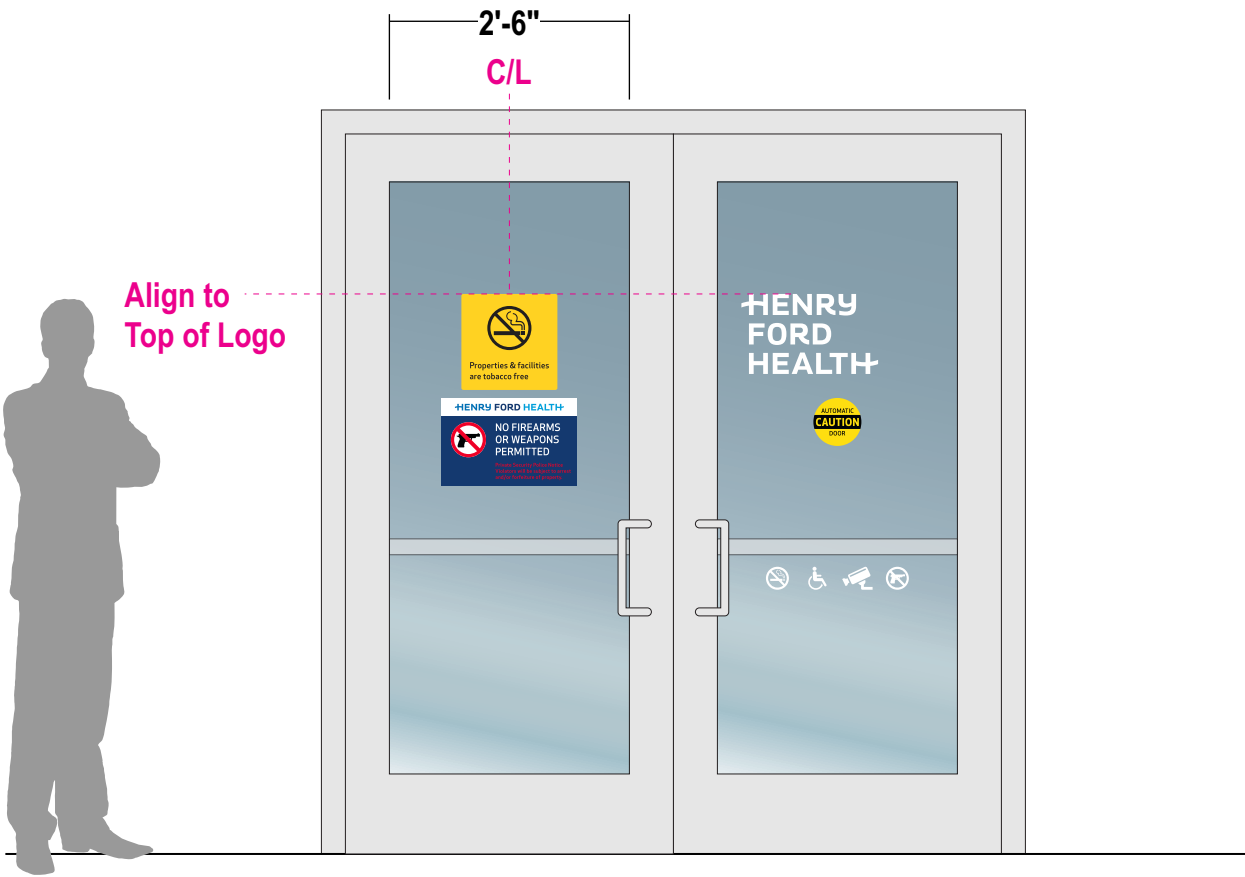 2'-6"
C/L
Align to
Top of Logo
Properties & facilities
are tobacco free
HENRY FORD HEALTH
NO FIREARMS
OR WEAPONS
PERMITTED
HENRY
FORD
HEALTH
AUTOMATIC
CAUTION
DOOR